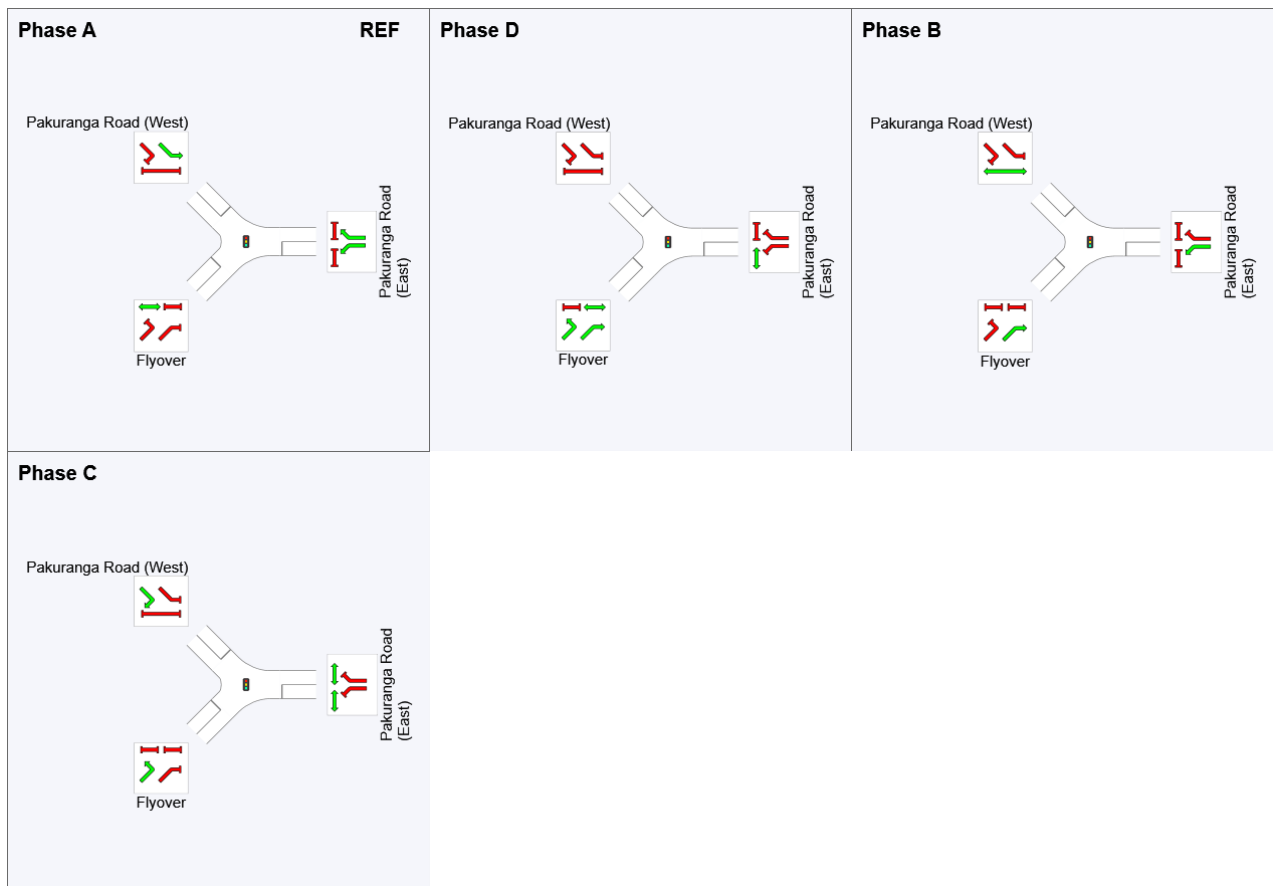 Phase A
REF
Pakuranga Road (West)
Pakuranga Road
(East)
Flyover
Phase D
Pakuranga Road (West)
Pakuranga Road
(East)
Flyover
Phase B
Pakuranga Road (West)
Pakuranga Road
(East)
Flyover
Phase C
Pakuranga Road (West)
Pakuranga Road
(East)
Flyover